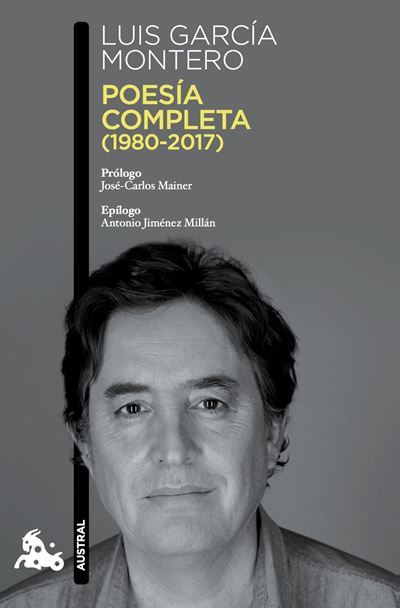 LUIS GARCÍA
MONTERO
POESÍA
COMPLETA
(1980-2017)
Prólogo
José-Carlos Mainer
Epílogo
Antonio Jiménez Millán
AUSTRAL